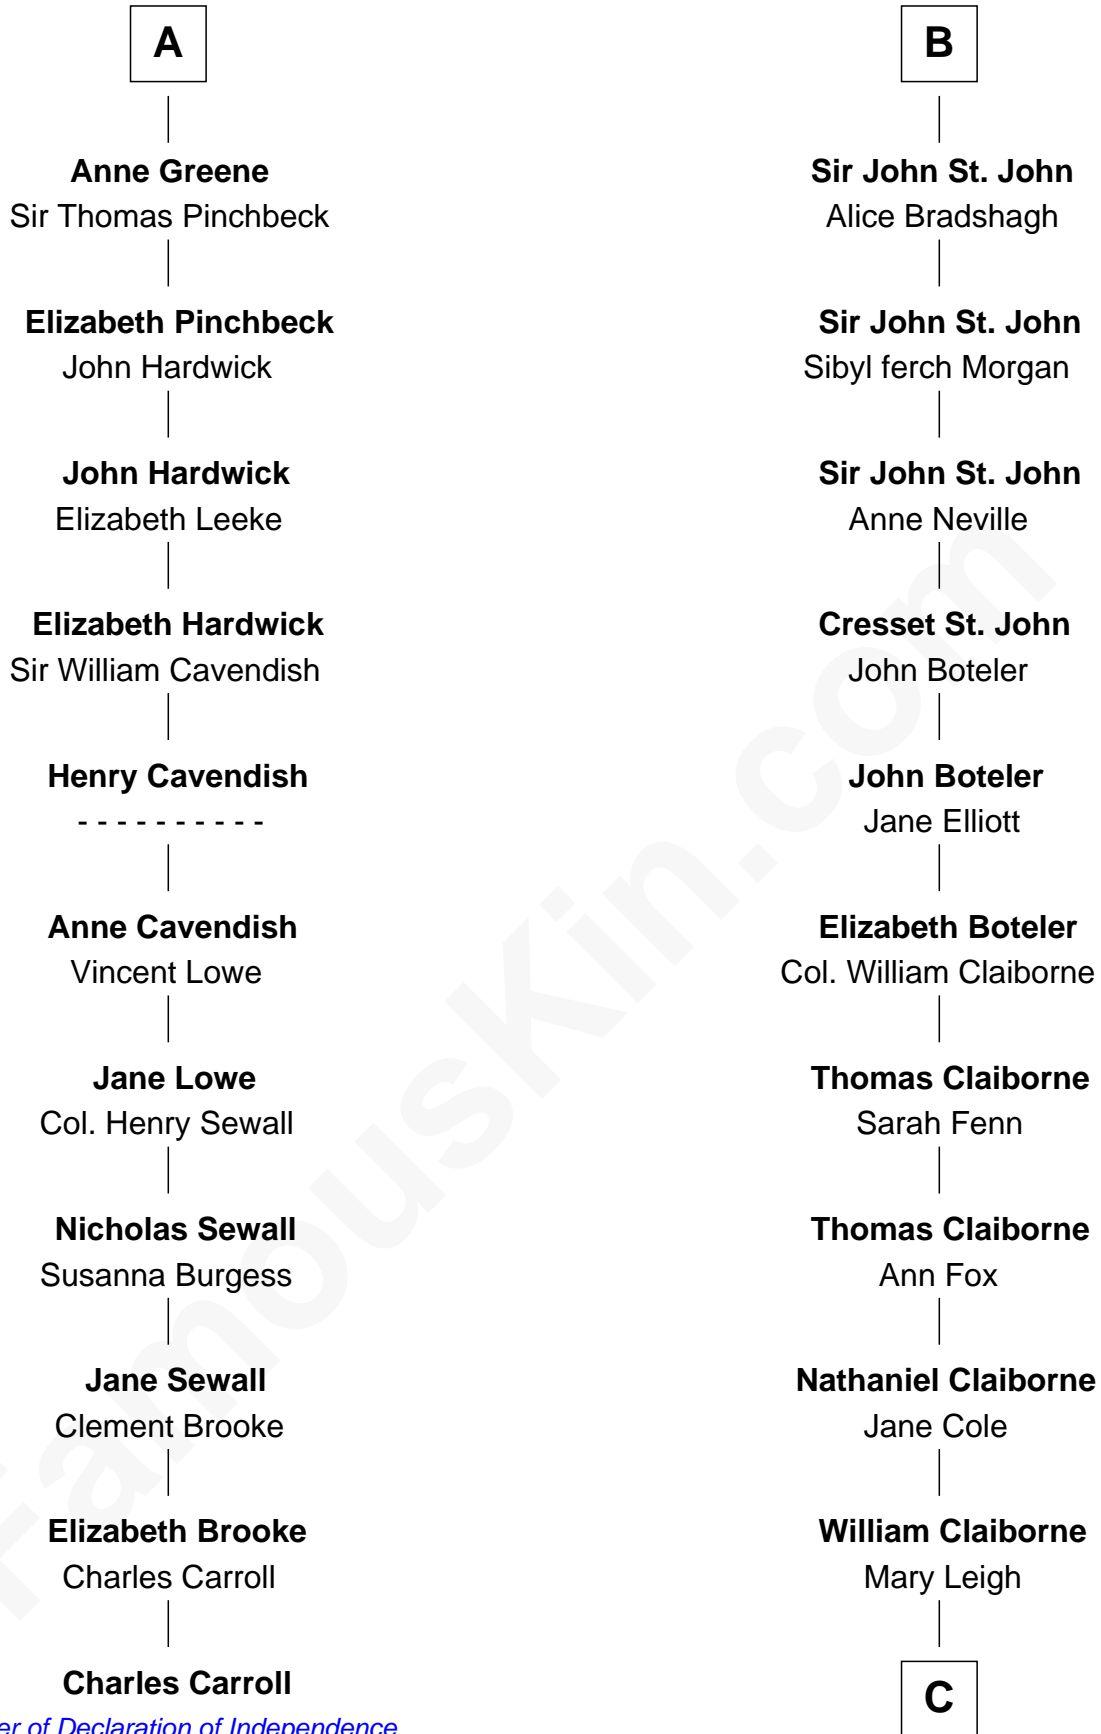 A
Anne Greene
Sir Thomas Pinchbeck
Elizabeth Pinchbeck
John Hardwick
John Hardwick
Elizabeth Leeke
Elizabeth Hardwick
Sir William Cavendish
Henry Cavendish
- - - - - - - - - -
Anne Cavendish
Vincent Lowe
Jane Lowe
Col. Henry Sewall
Nicholas Sewall
Susanna Burgess
Jane Sewall
Clement Brooke
Elizabeth Brooke
Charles Carroll
Charles Carroll
er of Declaration of Independence
B
Sir John St. John
Alice Bradshagh
Sir John St. John
Sibyl ferch Morgan
Sir John St. John
Anne Neville
Cresset St. John
John Boteler
John Boteler
Jane Elliott
Elizabeth Boteler
Col. William Claiborne
Thomas Claiborne
Sarah Fenn
Thomas Claiborne
Ann Fox
Nathaniel Claiborne
Jane Cole
William Claiborne
Mary Leigh
C
FamousKin.com